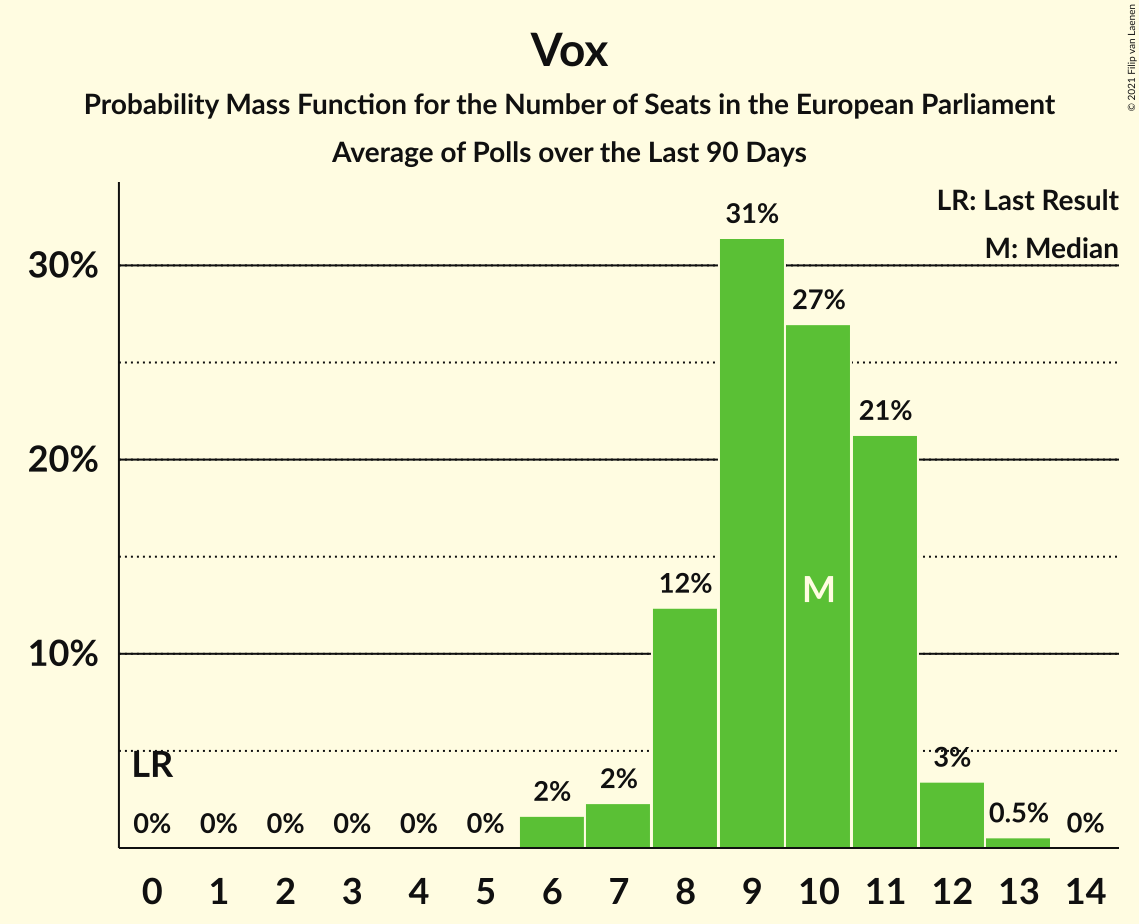 Vox
Probability Mass Function for the Number of Seats in the European Parliament
Average of Polls over the Last 90 Days
© 2021 Filip van Laenen
LR: Last Result
M: Median
31%
30%
27%
21%
20%
12%
M
10%
LR
3%
2%
2%
0.5%
0% 0% 0% 0% 0% 0% 0%
0 1 2 3 4 5 6 7 8 9 10 11 12 13 14